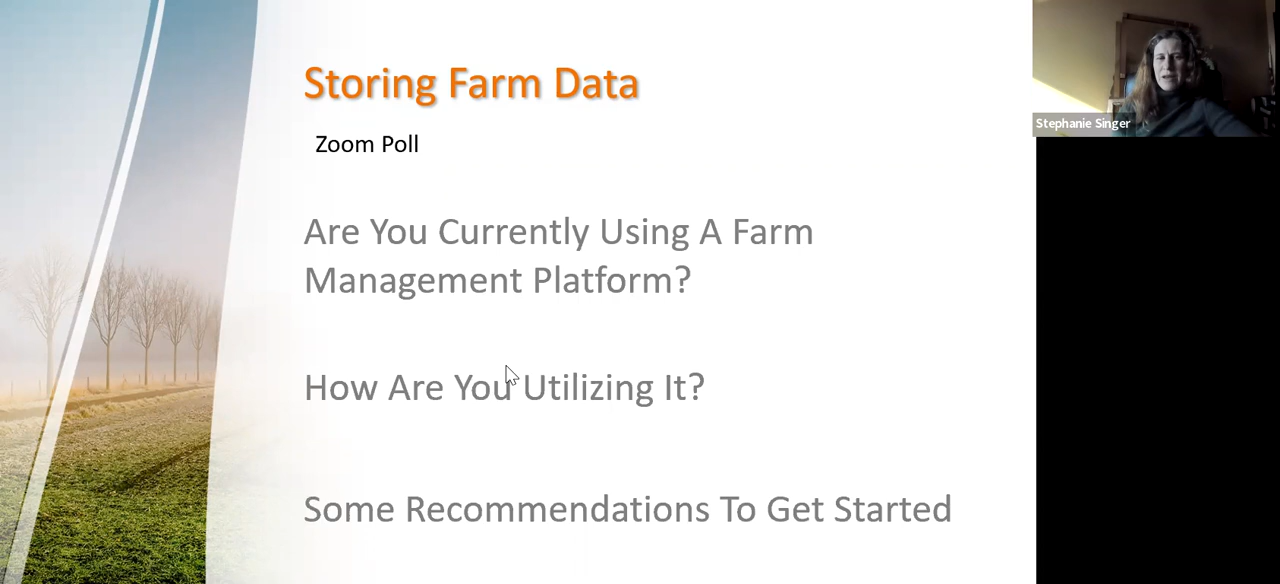 Storing Farm Data
Zoom Poll
Are You Currently Using A Farm
Management Platform?
How Are You Utilizing It?
Some Recommendations To Get Started
Stephanie Singer